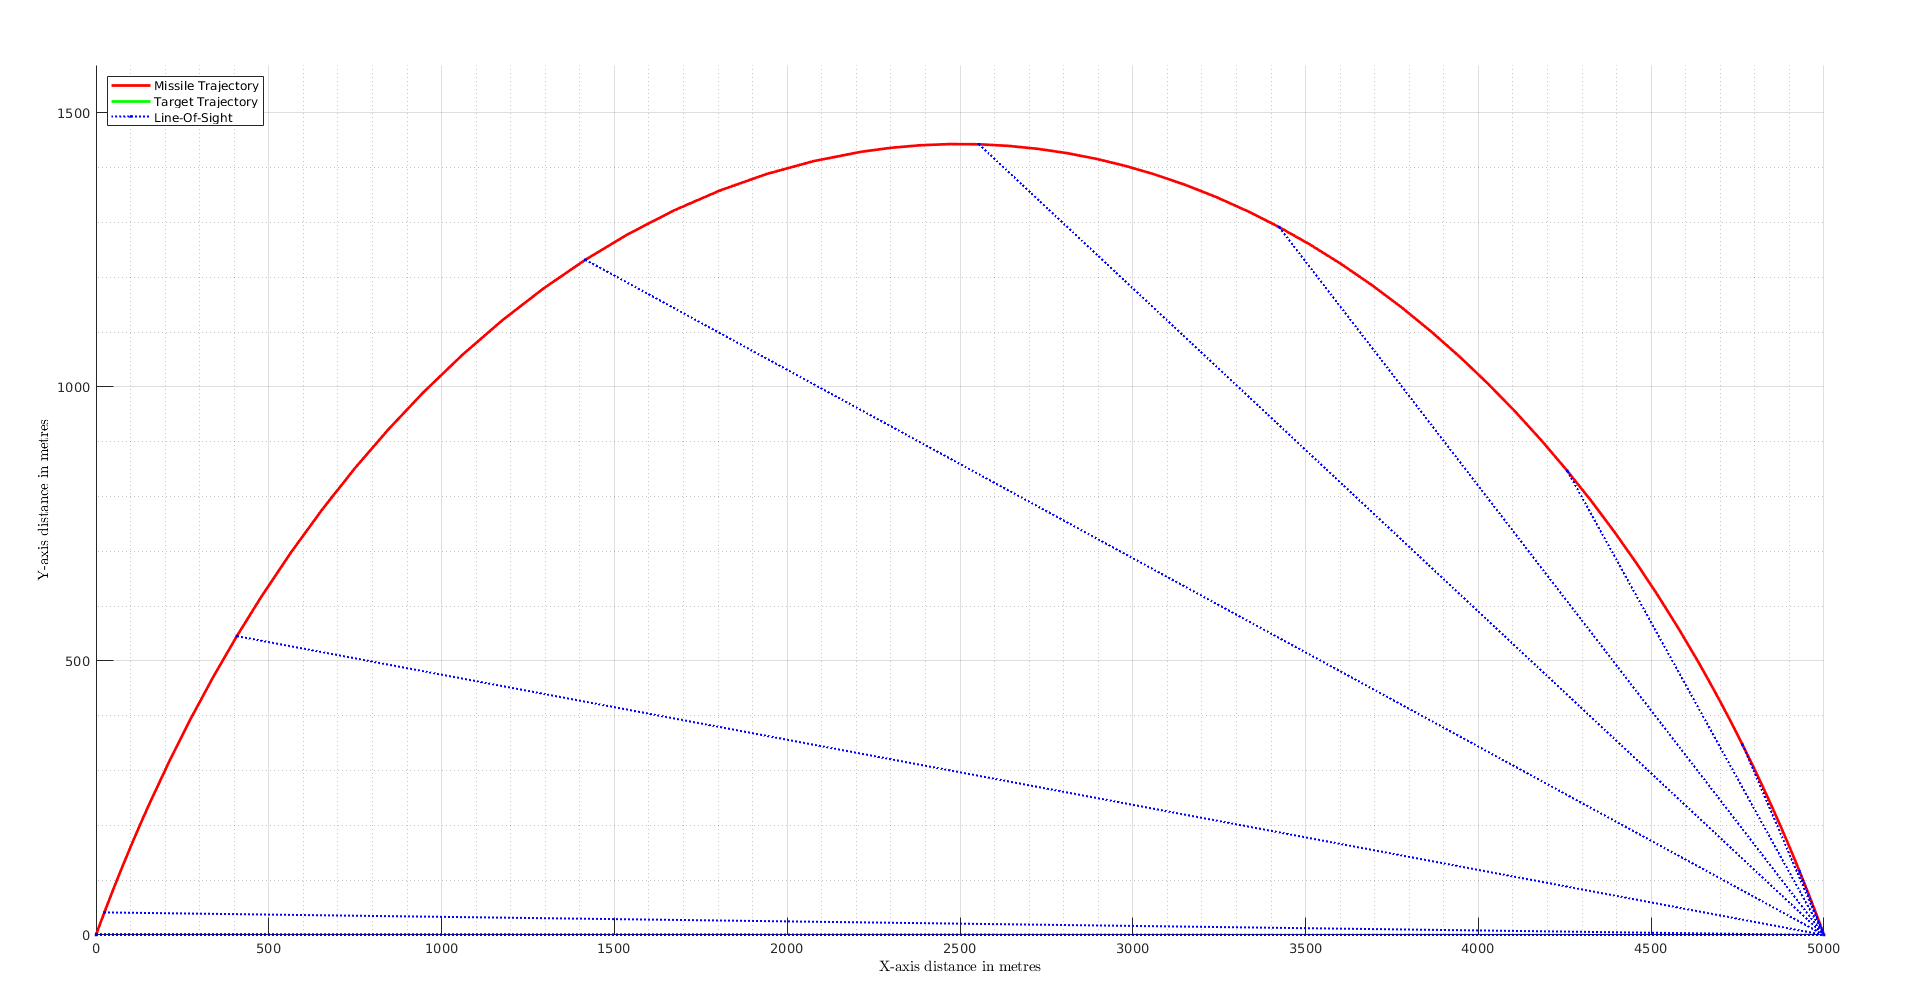 Missile Trajectory
Target Trajectory
Line-Of-Sight
1500
1000
500
0
Y-axis distance in metres
0 500 1000 1500 2000 2500 3000 3500 4000 4500 5000
X-axis distance in metres